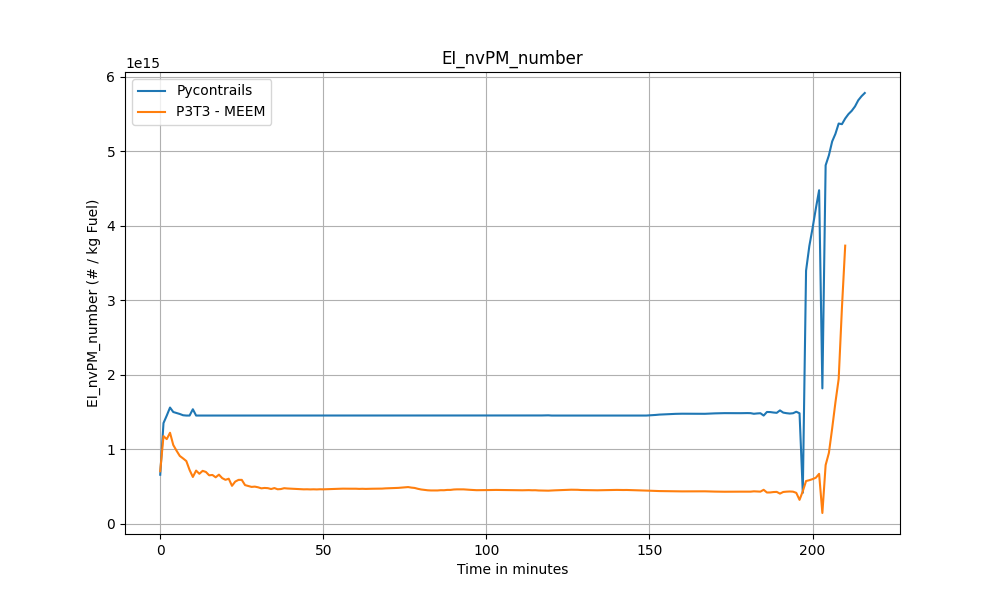 EI_nvPM_number
1e15
Pycontrails
P3T3 - MEEM
EI_nvPM_number (# / kg Fuel)
6
5
4
3
2
1
0
0 50 100 150 200
Time in minutes